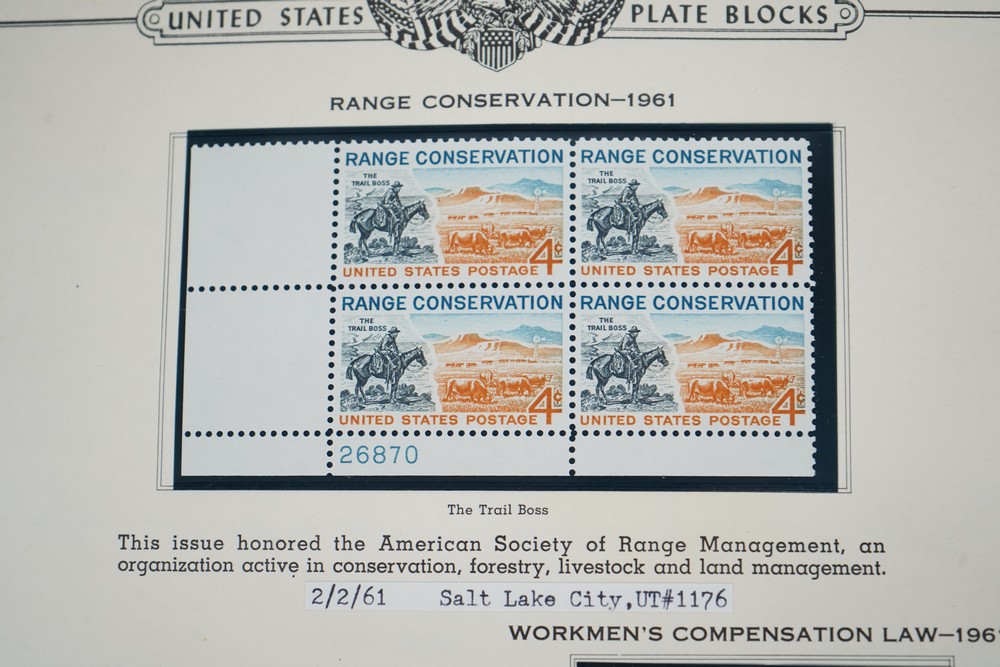 UNITED STATES PLATE BLOCKS
RANGE CONSERVATION—1961
RANGE CONSERVATION
THE
TRAIL BOSS
UNITED STATES POSTAGE 4¢
RANGE CONSERVATION
THE
TRAIL BOSS
UNITED STATES POSTAGE 4¢
RANGE CONSERVATION
THE
TRAIL BOSS
UNITED STATES POSTAGE 4¢
RANGE CONSERVATION
THE
TRAIL BOSS
UNITED STATES POSTAGE 4¢
26870
The Trail Boss
This issue honored the American Society of Range Management, an
organization active in conservation, forestry, livestock and land management.
2/2/61 Salt Lake City,UT#1176
WORKMEN'S COMPENSATION LAW—196